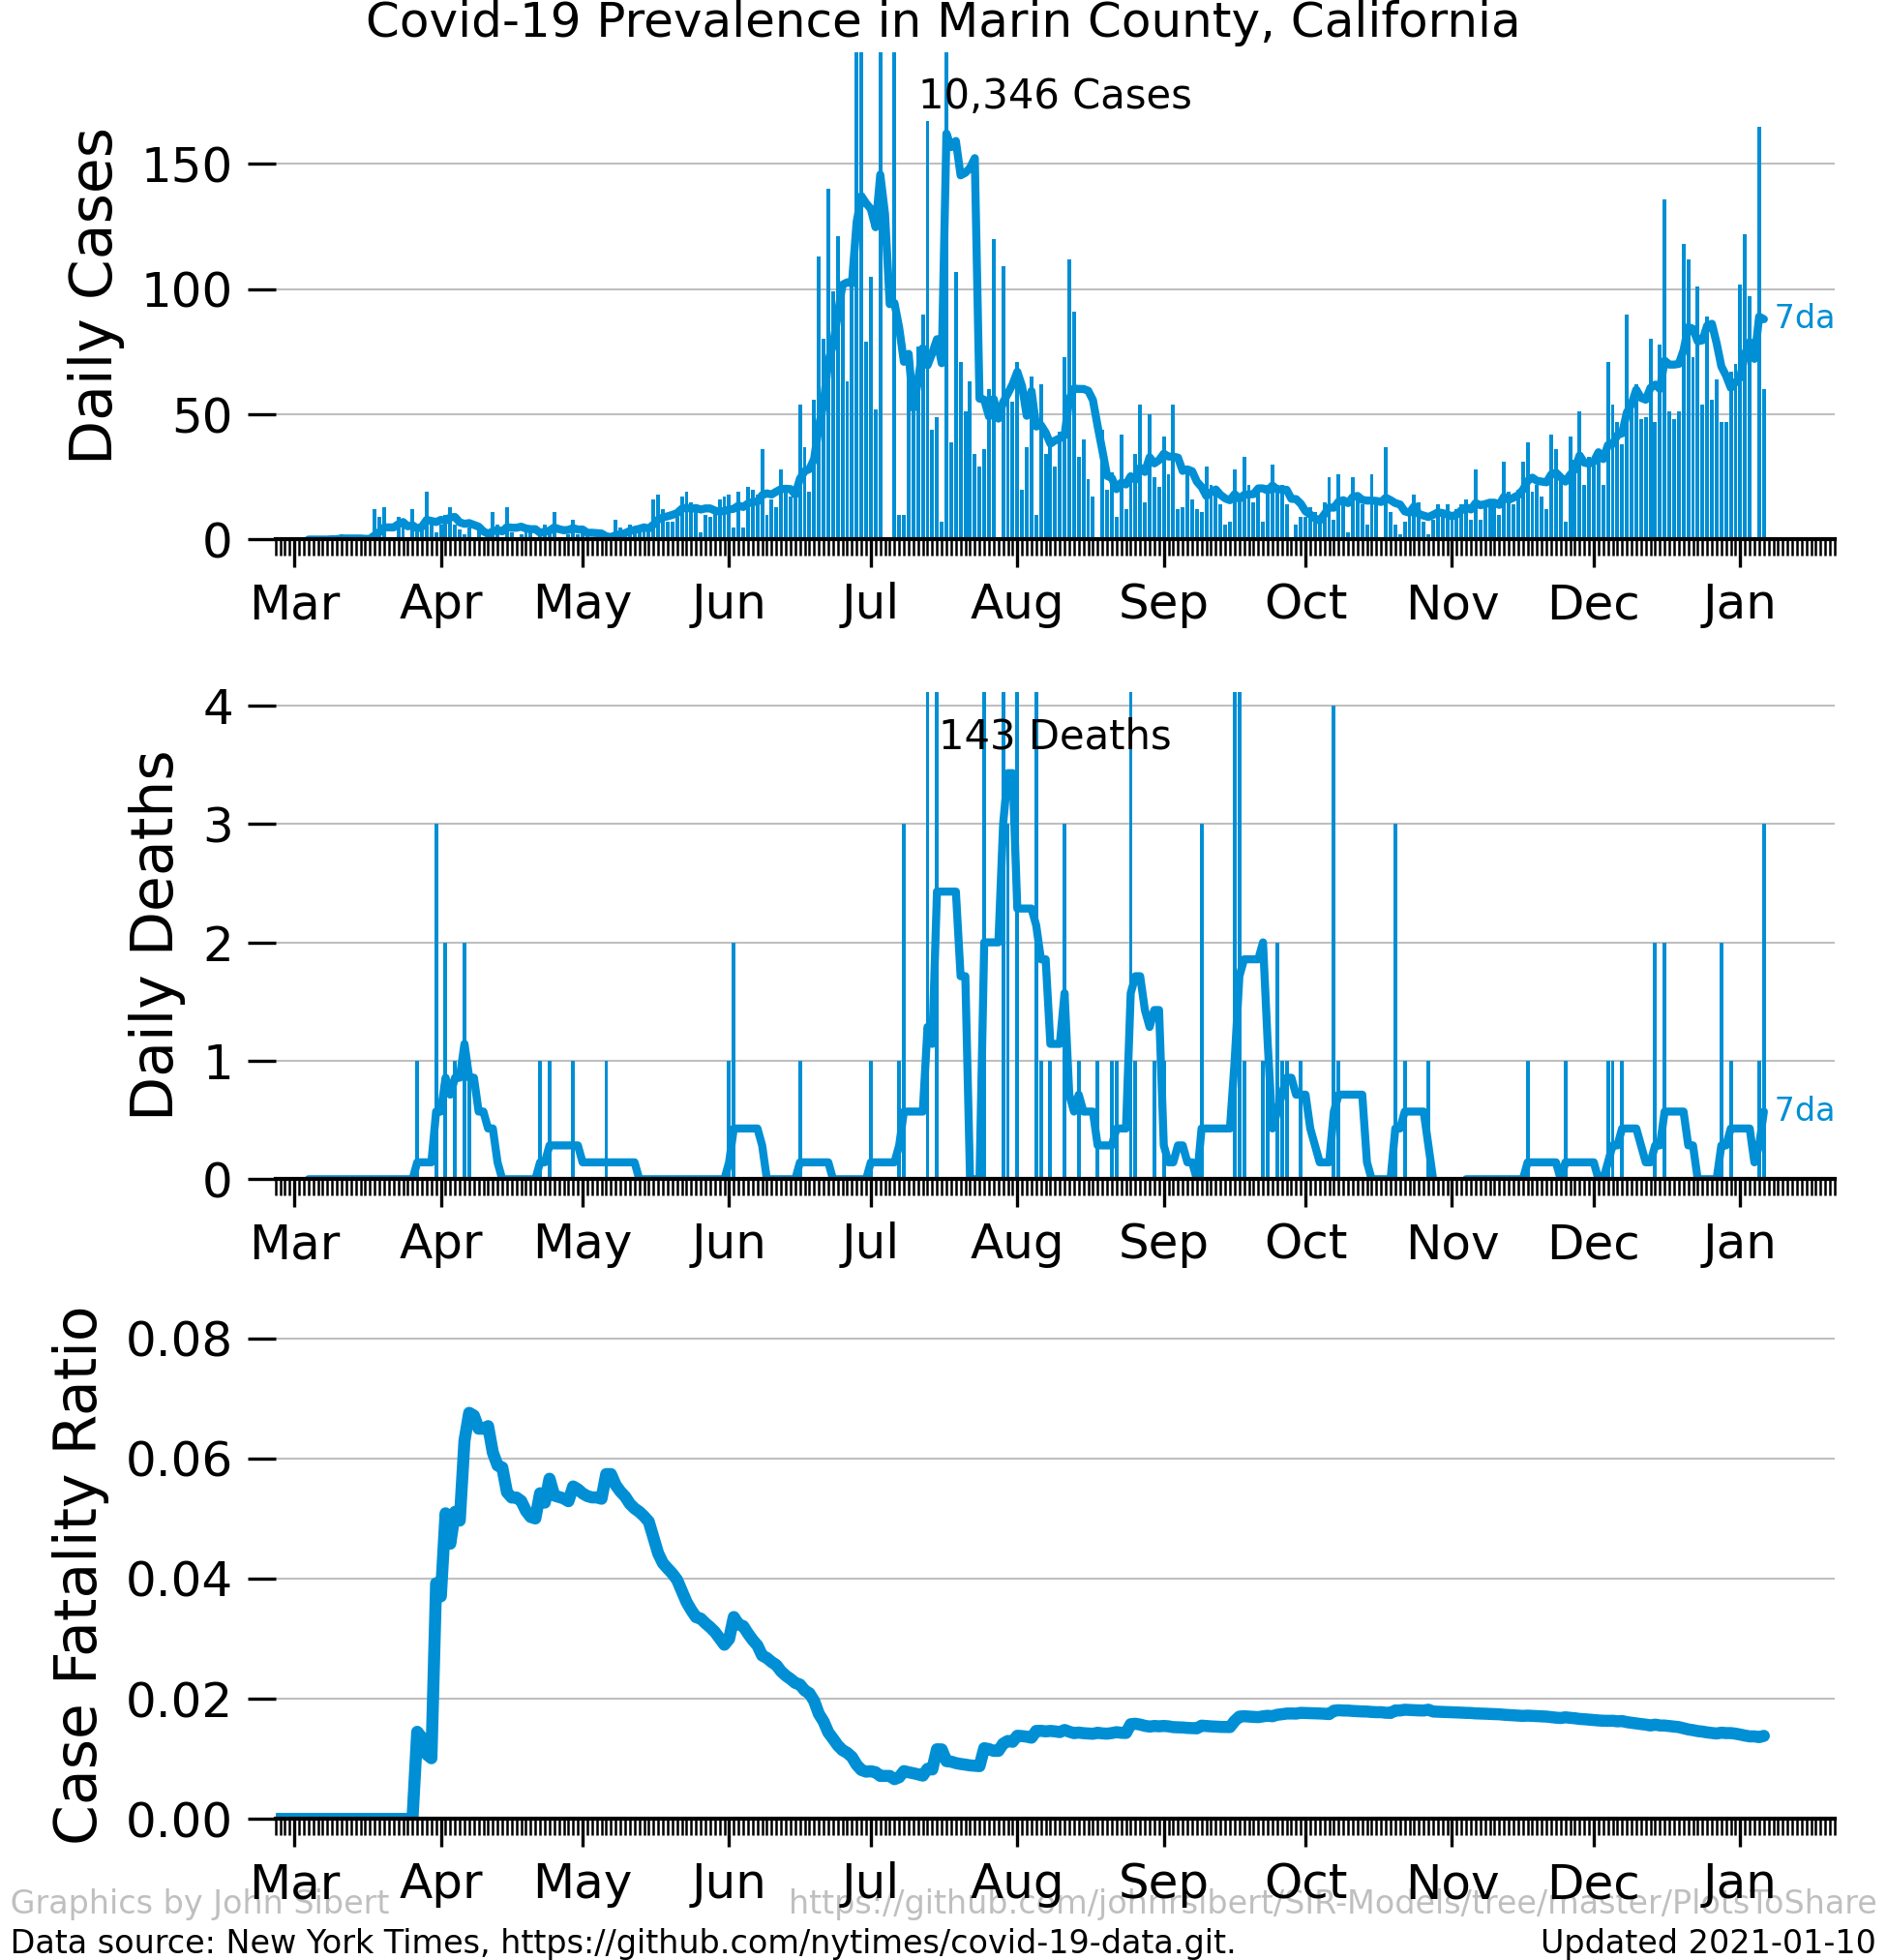 Covid-19 Prevalence in Marin County, California
10,346 Cases
Daily Cases
150
100
50
0
7da
Mar Apr May Jun Jul Aug Sep Oct Nov Dec Jan
143 Deaths
Daily Deaths
4
3
2
1
0
7da
Mar Apr May Jun Jul Aug Sep Oct Nov Dec Jan
Case Fatality Ratio
0.08
0.06
0.04
0.02
0.00
Mar Apr May Jun Jul Aug Sep Oct Nov Dec Jan
Graphics by John Sibert https://github.com/johnrsibert/SIR-Models/tree/master/PlotsToShare
Data source: New York Times, https://github.com/nytimes/covid-19-data.git. Updated 2021-01-10